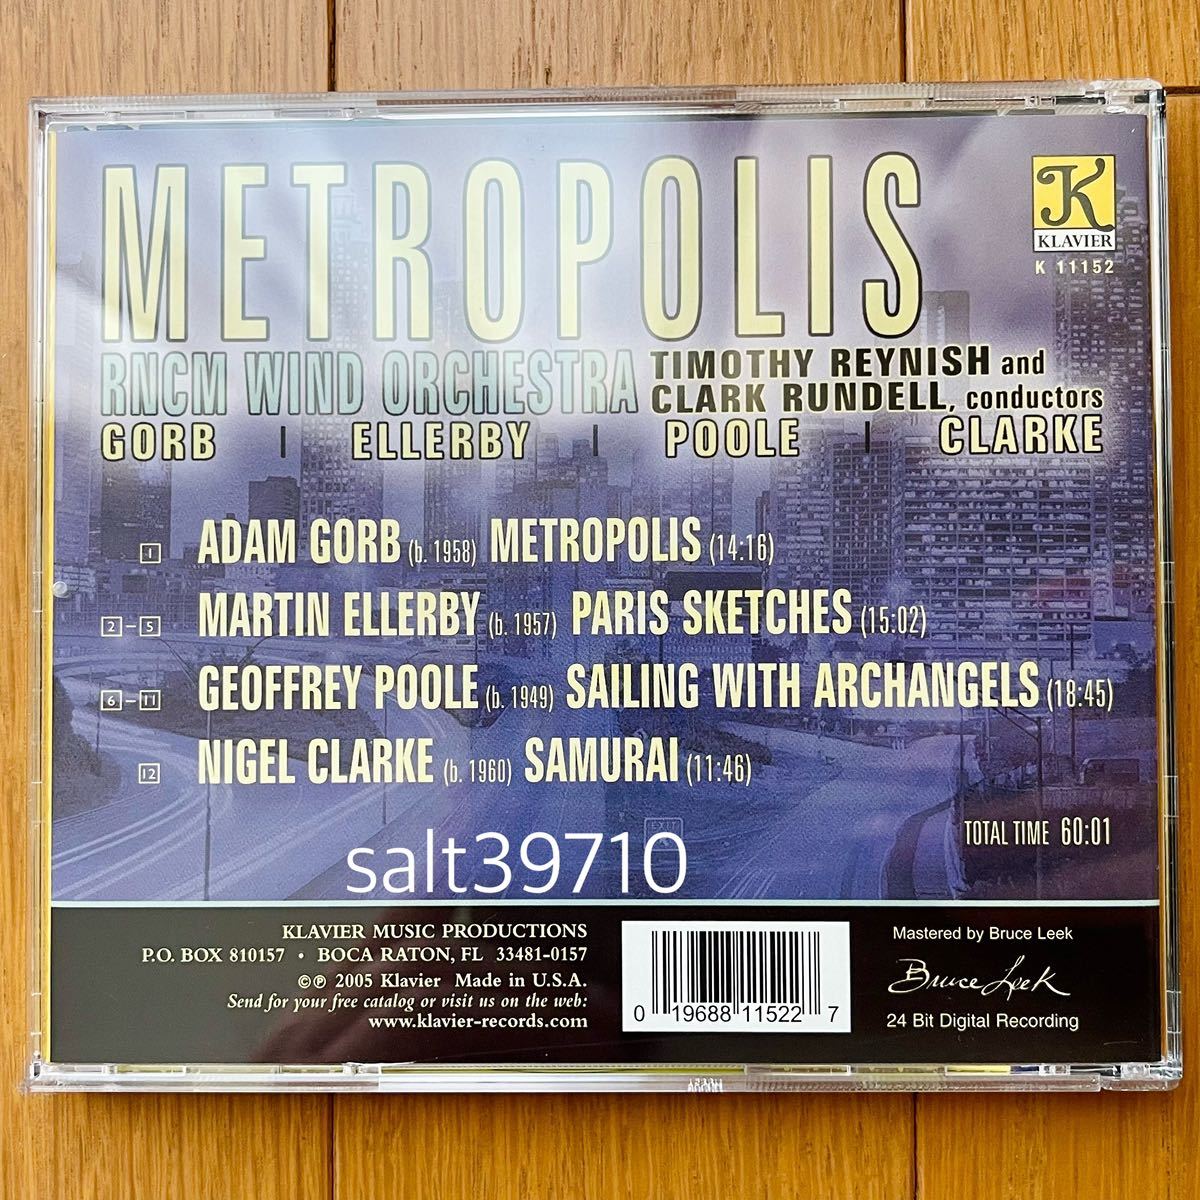 METROPOLIS
K
KLAVIER
K 11152
RNCM WIND ORCHESTRA
TIMOTHY REYNISH and
CLARK RUNDELL, conductors
GORB | ELLERBY | POOLE | CLARKE
1 ADAM GORB (b. 1958) METROPOLIS (14:16)
2-5 MARTIN ELLERBY (b. 1957) PARIS SKETCHES (15:02)
6-11 GEOFFREY POOLE (b. 1949) SAILING WITH ARCHANGELS (18:45)
12 NIGEL CLARKE (b. 1960) SAMURAI (11:46)
EXIT
TOTAL TIME 60:01
salt39710
KLAVIER MUSIC PRODUCTIONS
P.O. BOX 810157 • BOCA RATON, FL 33481-0157
©℗ 2005 Klavier Made in U.S.A.
Send for your free catalog or visit us on the web:
www.klavier-records.com
0 19688 11522 7
Mastered by Bruce Leek
Bruce Leek
24 Bit Digital Recording